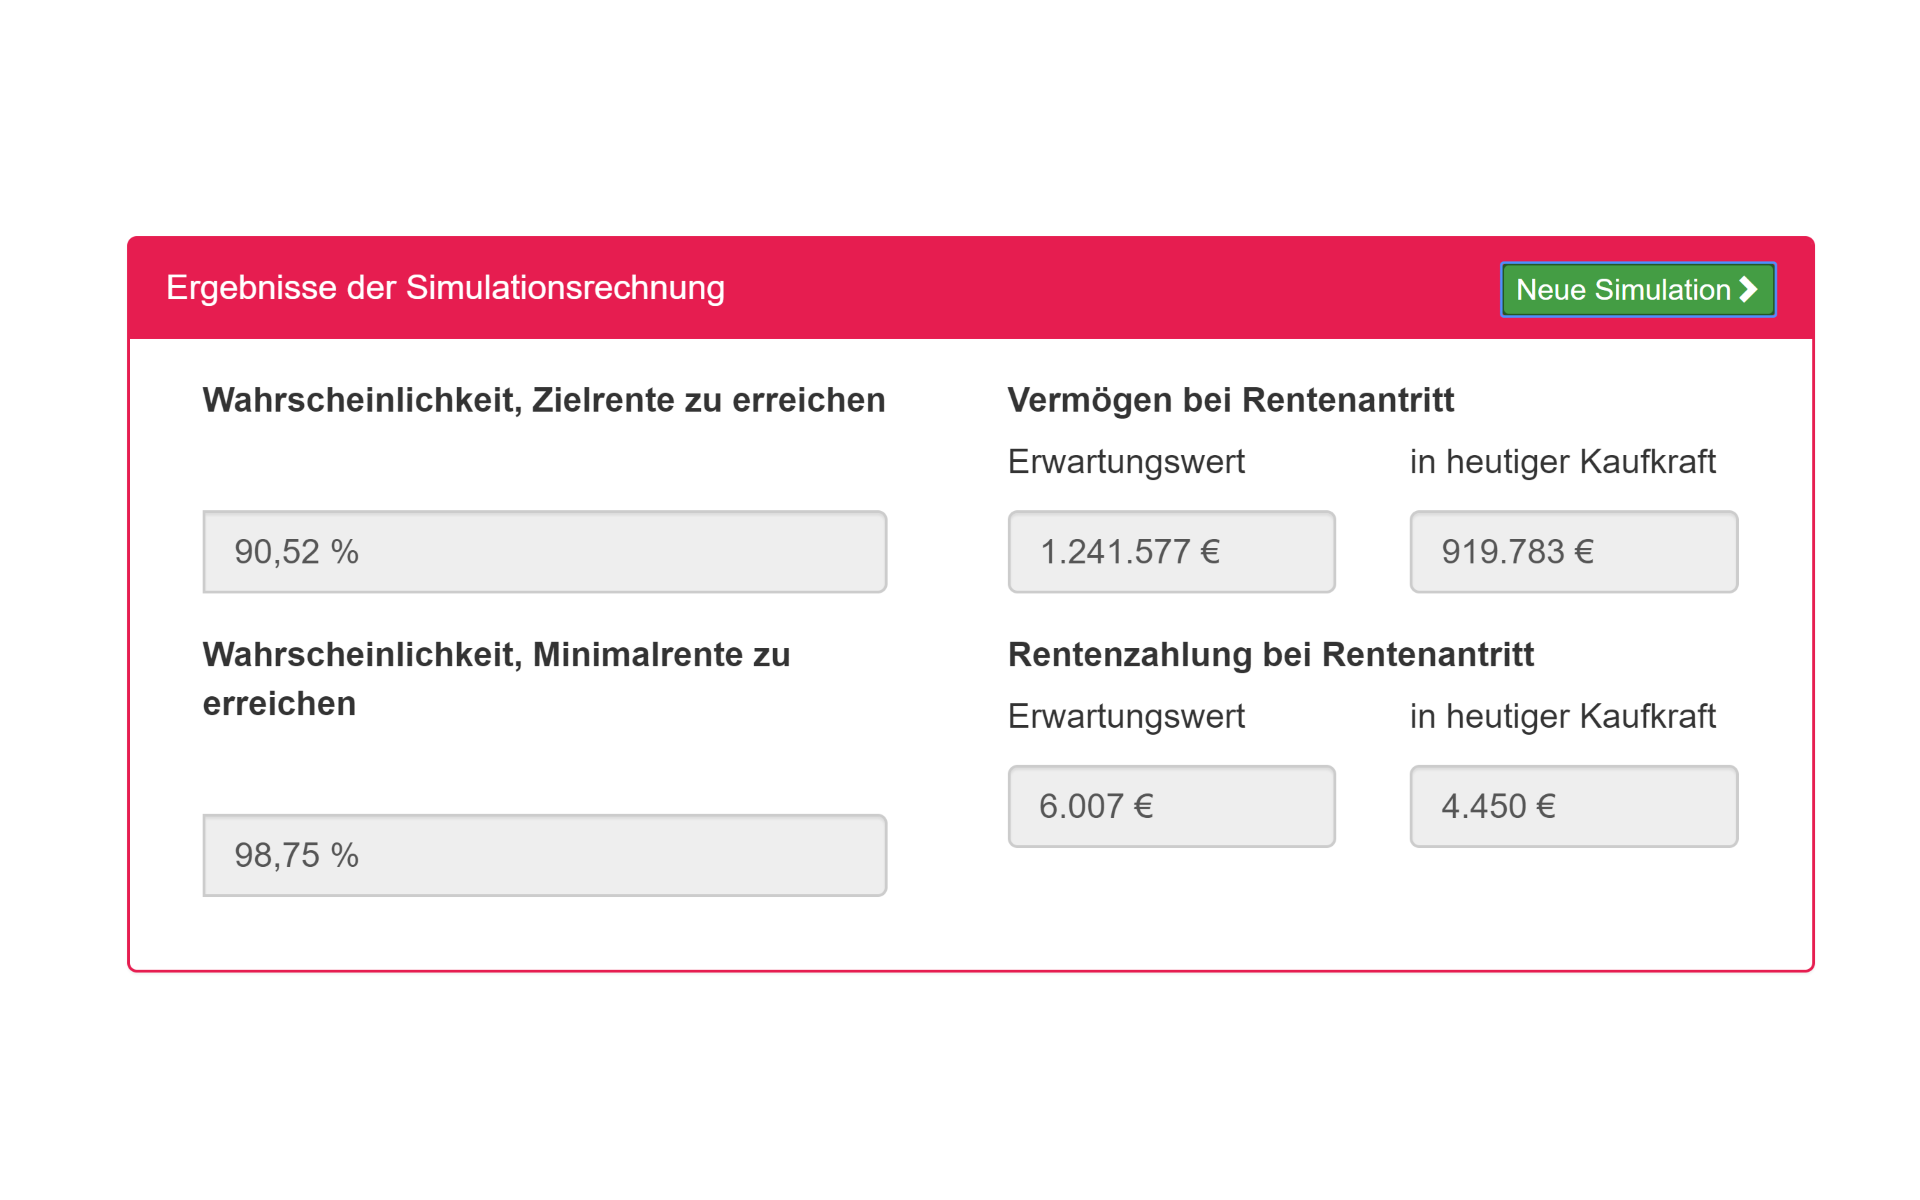 Ergebnisse der Simulationsrechnung
Neue Simulation
Wahrscheinlichkeit, Zielrente zu erreichen
90,52 %
Wahrscheinlichkeit, Minimalrente zu
erreichen
98,75 %
Vermögen bei Rentenantritt
Erwartungswert
in heutiger Kaufkraft
1.241.577 €
919.783 €
Rentenzahlung bei Rentenantritt
Erwartungswert
in heutiger Kaufkraft
6.007 €
4.450 €